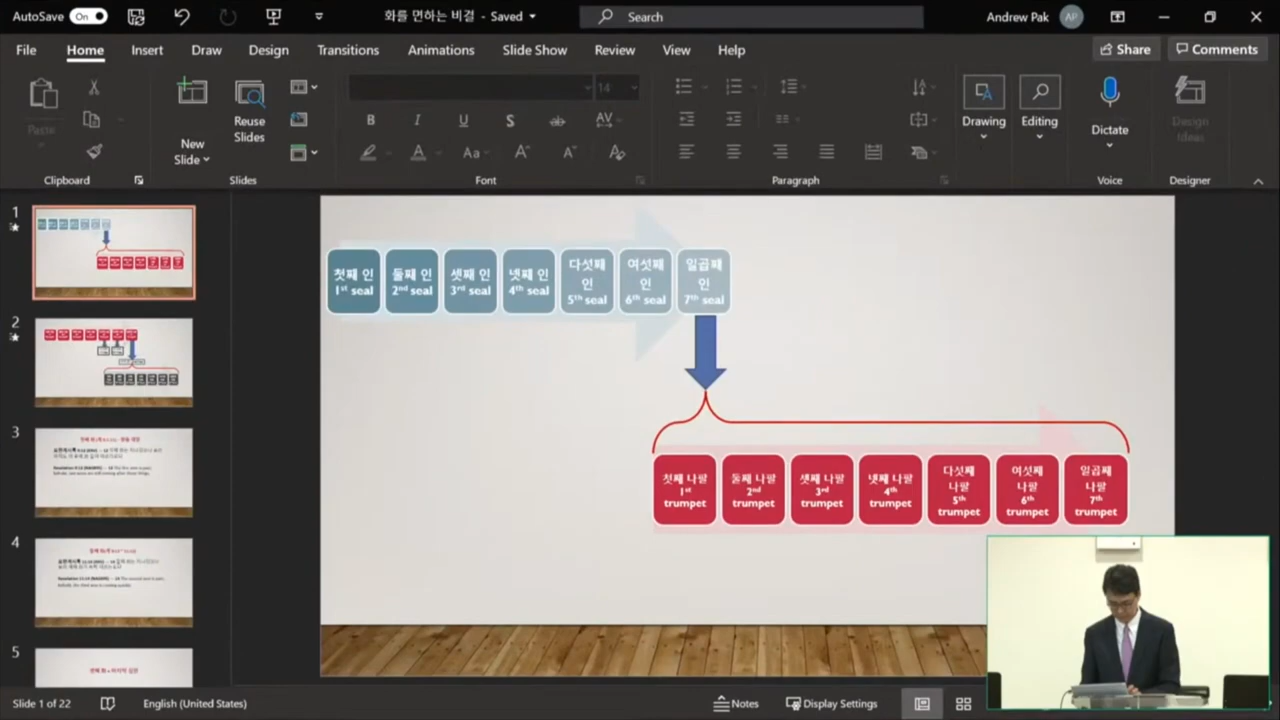 AutoSave On
화를 면하는 비결 - Saved
Search
Andrew Pak
AP
File Home Insert Draw Design Transitions Animations Slide Show Review View Help
Share
Comments
Paste
New Slide
Reuse Slides
14
B I U S ab AV
A Aa A A A
Drawing
Editing
Dictate
Design Ideas
Clipboard
Slides
Font
Paragraph
Voice
Designer
1
2
3
4
5
첫째 인
1st seal
둘째 인
2nd seal
셋째 인
3rd seal
넷째 인
4th seal
다섯째
인
5th seal
여섯째
인
6th seal
일곱째
인
7th seal
첫째 나팔
1st
trumpet
둘째 나팔
2nd
trumpet
셋째 나팔
3rd
trumpet
넷째 나팔
4th
trumpet
다섯째
나팔
5th
trumpet
여섯째
나팔
6th
trumpet
일곱째
나팔
7th
trumpet
Slide 1 of 22
English (United States)
Notes
Display Settings